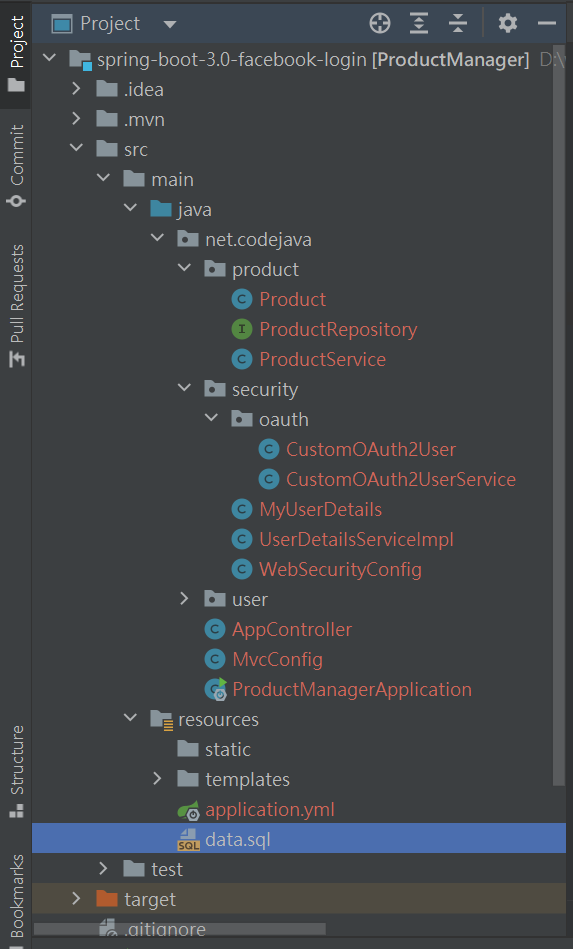 Project
spring-boot-3.0-facebook-login [ProductManager] D:\
.idea
.mvn
src
main
java
net.codejava
product
Product
ProductRepository
ProductService
security
oauth
CustomOAuth2User
CustomOAuth2UserService
MyUserDetails
UserDetailsServiceImpl
WebSecurityConfig
user
AppController
MvcConfig
ProductManagerApplication
resources
static
templates
application.yml
data.sql
test
target
.gitignore
Project
Commit
Pull Requests
Structure
Bookmarks